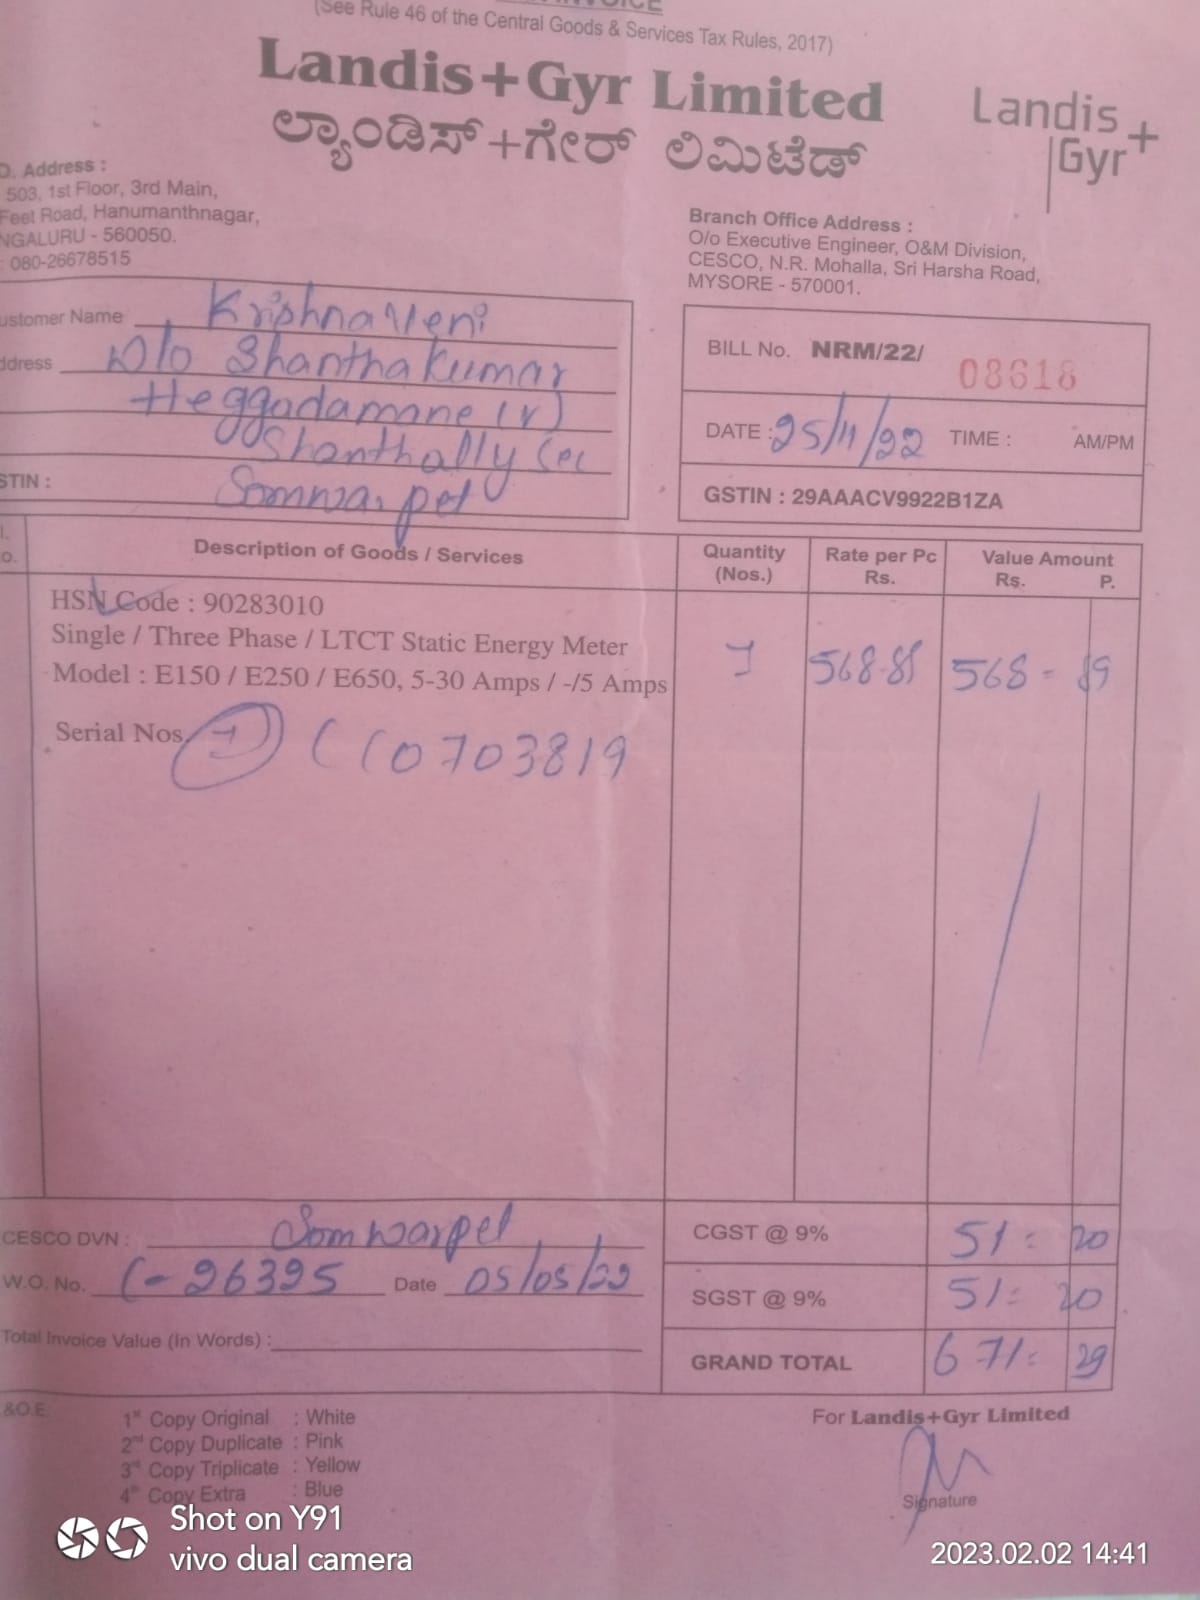 (See Rule 46 of the Central Goods & Services Tax Rules, 2017)
Landis+Gyr Limited
ಲ್ಯಾಂಡಿಸ್+ಗೇರ್ ಲಿಮಿಟೆಡ್
Landis
Gyr+
O. Address :
503, 1st Floor, 3rd Main,
Feet Road, Hanumanthnagar,
NGALURU - 560050.
: 080-26678515
Branch Office Address :
O/o Executive Engineer, O&M Division,
CESCO, N.R. Mohalla, Sri Harsha Road,
MYSORE - 570001.
ustomer Name Krishnaveni
ddress D/o Shantha kumar
Heggadamane (v)
Shanthally Sec
STIN : Somwarpet
BILL No. NRM/22/ 08618
DATE : 25/11/22 TIME : AM/PM
GSTIN : 29AAACV9922B1ZA
o. Description of Goods / Services Quantity (Nos.) Rate per Pc Rs. Value Amount Rs. P.
HSN Code : 90283010
Single / Three Phase / LTCT Static Energy Meter
Model : E150 / E250 / E650, 5-30 Amps / -/5 Amps 1 568-89 568 - 89
Serial Nos. 0703819
CESCO DVN : Somwarpet
W.O. No. 26395 Date 05/05/22
Total Invoice Value (In Words) :
CGST @ 9% 51 = 20
SGST @ 9% 51 = 20
GRAND TOTAL 671 = 29
&O.E.
1st Copy Original : White
2nd Copy Duplicate : Pink
3rd Copy Triplicate : Yellow
4th Copy Extra : Blue
For Landis+Gyr Limited
Signature
Shot on Y91
vivo dual camera
2023.02.02 14:41